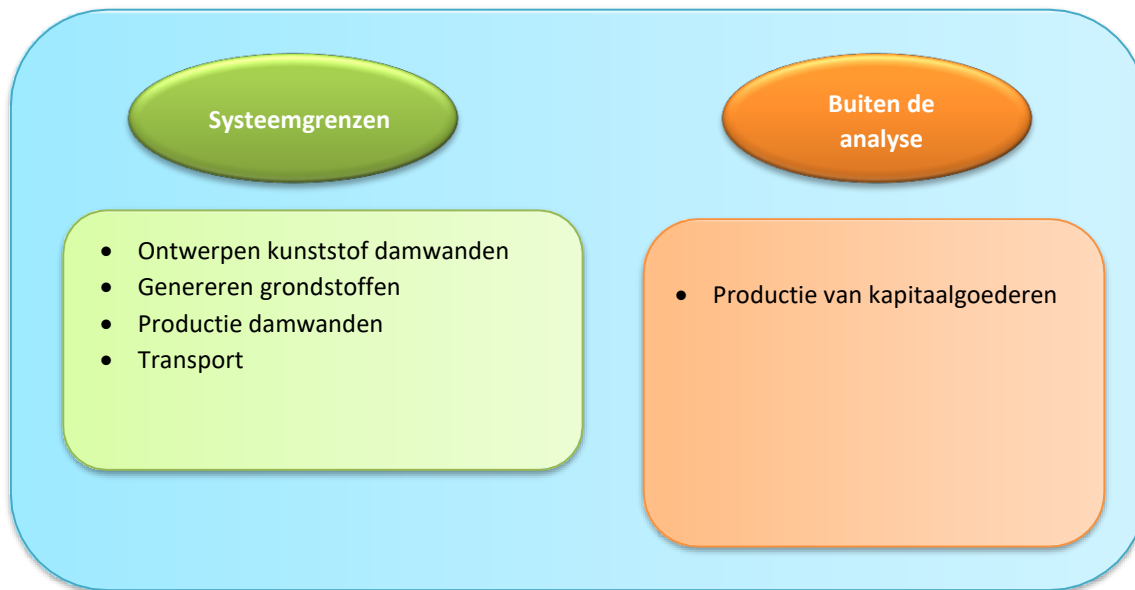 Systeemgrenzen
• Ontwerpen kunststof damwanden
• Genereren grondstoffen
• Productie damwanden
• Transport
Buiten de
analyse
• Productie van kapitaalgoederen